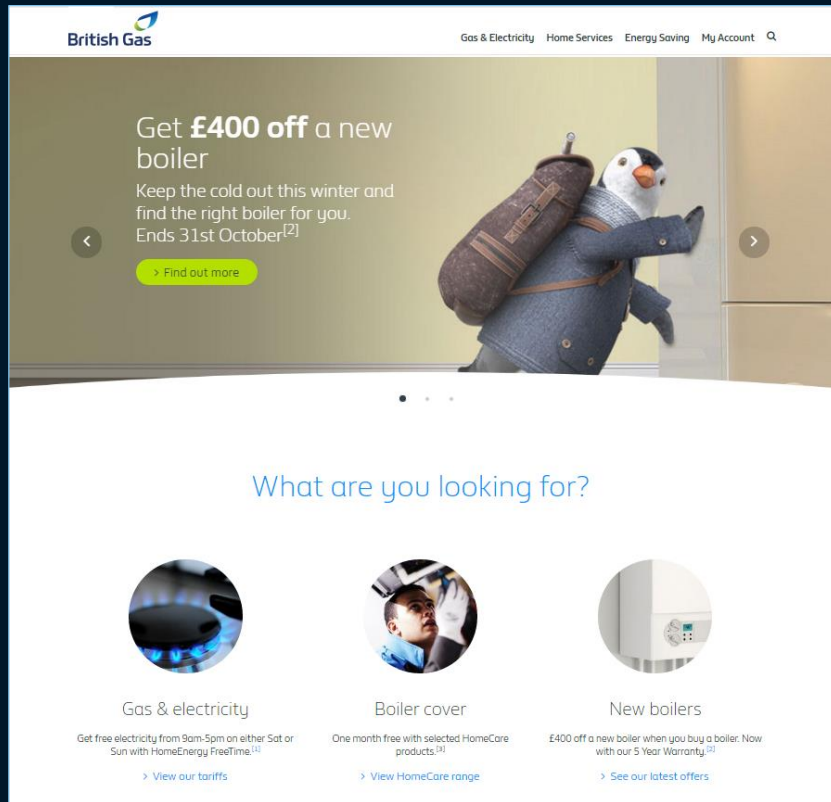 British Gas
Gas & Electricity Home Services Energy Saving My Account
Get £400 off a new
boiler
Keep the cold out this winter and
find the right boiler for you.
Ends 31st October[2]
> Find out more
What are you looking for?
Gas & electricity
Get free electricity from 9am-5pm on either Sat or
Sun with HomeEnergy FreeTime.[1]
> View our tariffs
Boiler cover
One month free with selected HomeCare
products.[3]
> View HomeCare range
New boilers
£400 off a new boiler when you buy a boiler. Now
with our 5 Year Warranty.[2]
> See our latest offers